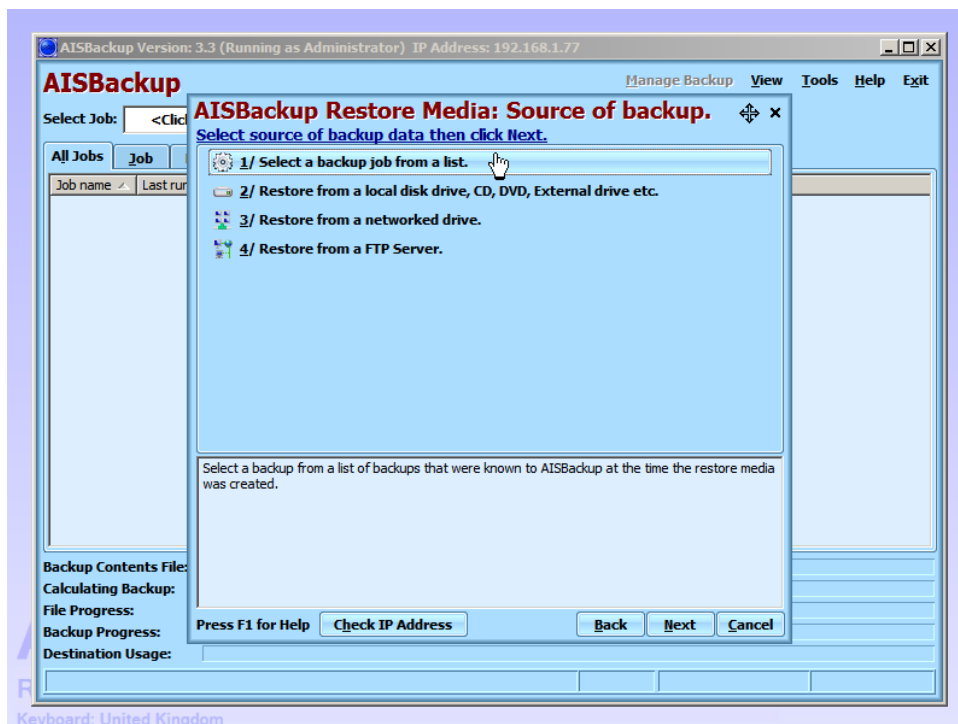 AISBackup Version: 3.3 (Running as Administrator) IP Address: 192.168.1.77
AISBackup
Manage Backup View Tools Help Exit
Select Job: <Clic
All Jobs Job
Job name Last run
AISBackup Restore Media: Source of backup.
Select source of backup data then click Next.
1/ Select a backup job from a list.
2/ Restore from a local disk drive, CD, DVD, External drive etc.
3/ Restore from a networked drive.
4/ Restore from a FTP Server.
Select a backup from a list of backups that were known to AISBackup at the time the restore media
was created.
Press F1 for Help Check IP Address Back Next Cancel
Backup Contents File:
Calculating Backup:
File Progress:
Backup Progress:
Destination Usage:
Keyboard: United Kingdom